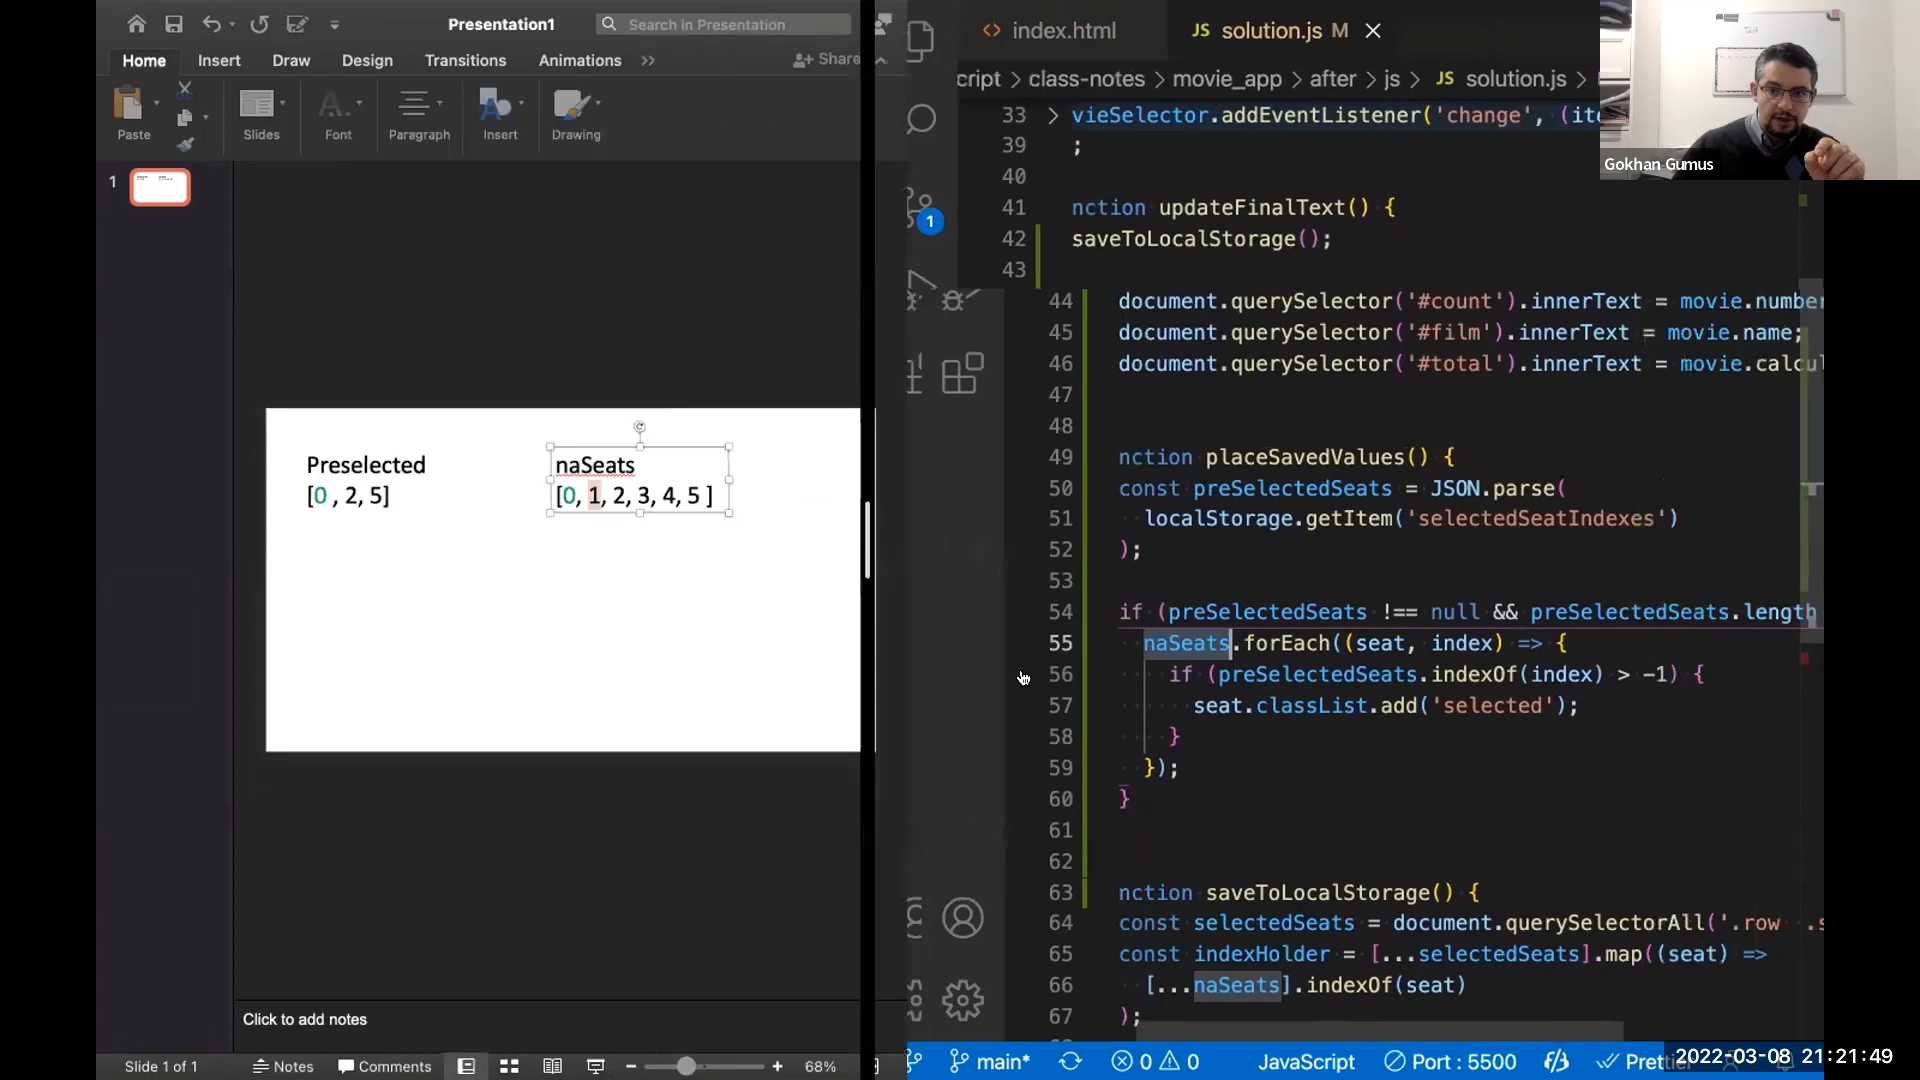 Presentation1
Search in Presentation
Home
Insert
Draw
Design
Transitions
Animations
Share
Paste
Slides
Font
Paragraph
Insert
Drawing
1
Preselected
[0 , 2, 5]
naSeats
[0, 1, 2, 3, 4, 5 ]
Click to add notes
Slide 1 of 1
Notes
Comments
68%
index.html
JS solution.js M
cript > class-notes > movie_app > after > js > JS solution.js >
1
33 vieSelector.addEventListener('change', (it
39 ;
40
41 nction updateFinalText() {
42 saveToLocalStorage();
43
44 document.querySelector('#count').innerText = movie.number
45 document.querySelector('#film').innerText = movie.name;
46 document.querySelector('#total').innerText = movie.calcu
47
48
49 nction placeSavedValues() {
50 const preSelectedSeats = JSON.parse(
51 localStorage.getItem('selectedSeatIndexes')
52 );
53
54 if (preSelectedSeats !== null && preSelectedSeats.length
55 naSeats.forEach((seat, index) => {
56 if (preSelectedSeats.indexOf(index) > -1) {
57 seat.classList.add('selected');
58 }
59 });
60 }
61
62
63 nction saveToLocalStorage() {
64 const selectedSeats = document.querySelectorAll('.row .s
65 const indexHolder = [...selectedSeats].map((seat) =>
66 [...naSeats].indexOf(seat)
67 );
main*
0
0
JavaScript
Port : 5500
Prett
2022-03-08 21:21:49
Gokhan Gumus